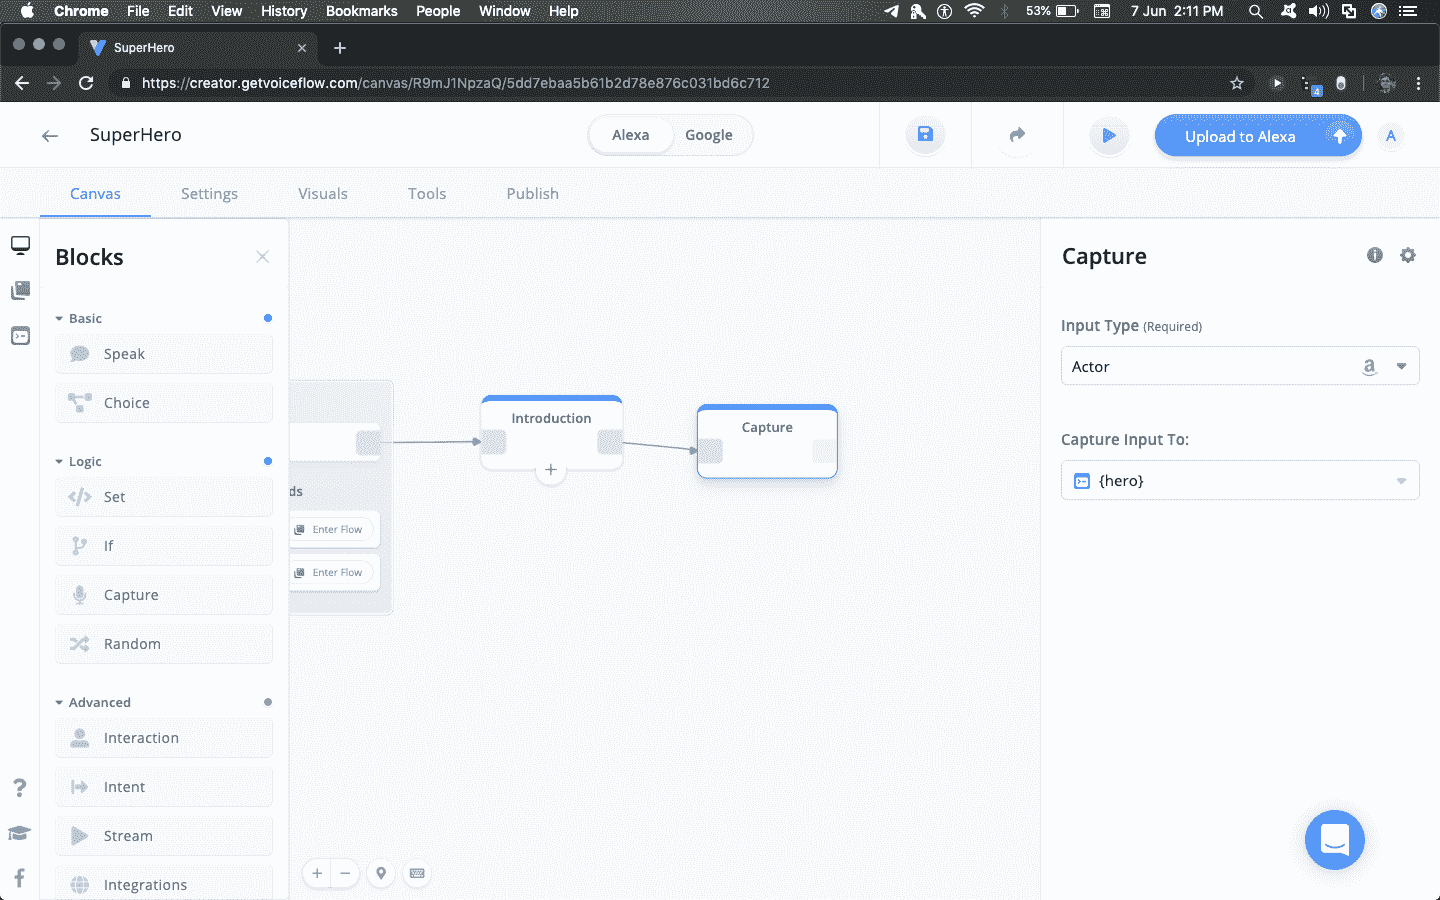 Chrome File Edit View History Bookmarks People Window Help 53% 7 Jun 2:11 PM
SuperHero
https://creator.getvoiceflow.com/canvas/R9mJ1NpzaQ/5dd7ebaa5b61b2d78e876c031bd6c712
4
SuperHero
Alexa Google
Upload to Alexa
A
Canvas Settings Visuals Tools Publish
Blocks
Basic
Speak
Choice
Logic
Set
If
Capture
Random
Advanced
Interaction
Intent
Stream
Integrations
ds
Enter Flow
Enter Flow
Introduction
+
Capture
Capture
Input Type (Required)
Actor
Capture Input To:
{hero}